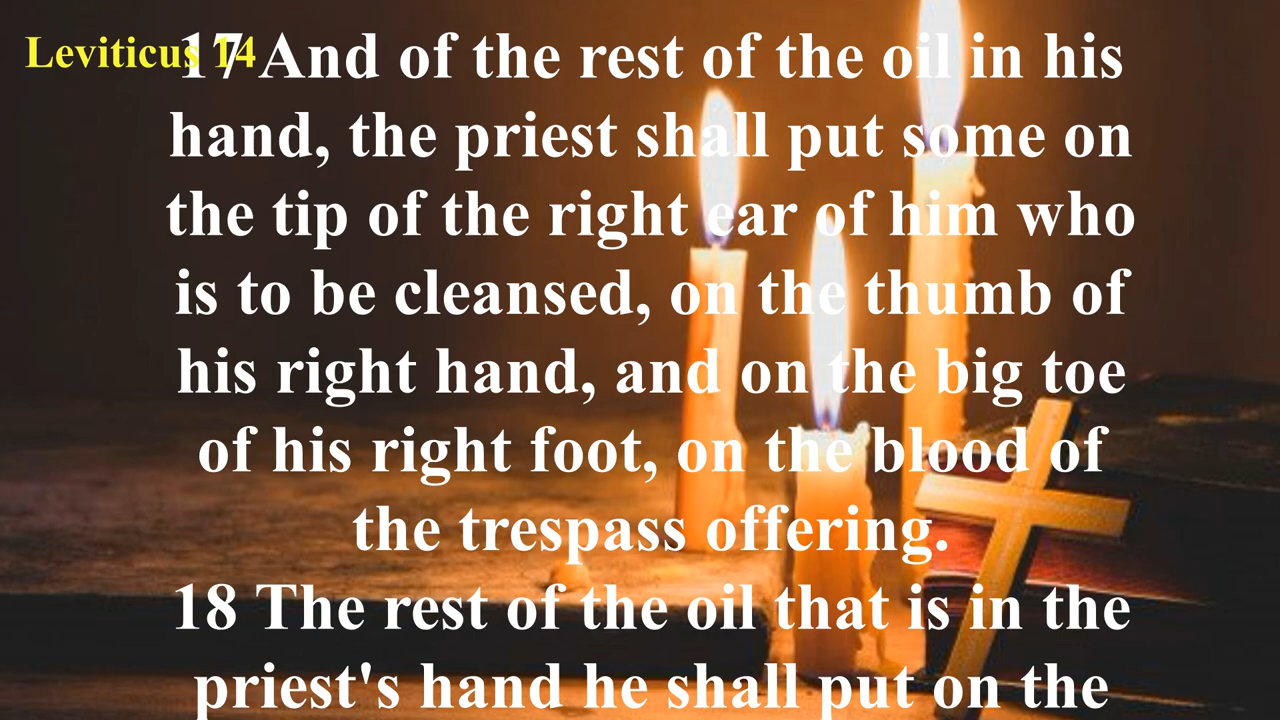 Leviticus 14
17 And of the rest of the oil in his
hand, the priest shall put some on
the tip of the right ear of him who
is to be cleansed, on the thumb of
his right hand, and on the big toe
of his right foot, on the blood of
the trespass offering.
18 The rest of the oil that is in the
priest's hand he shall put on the